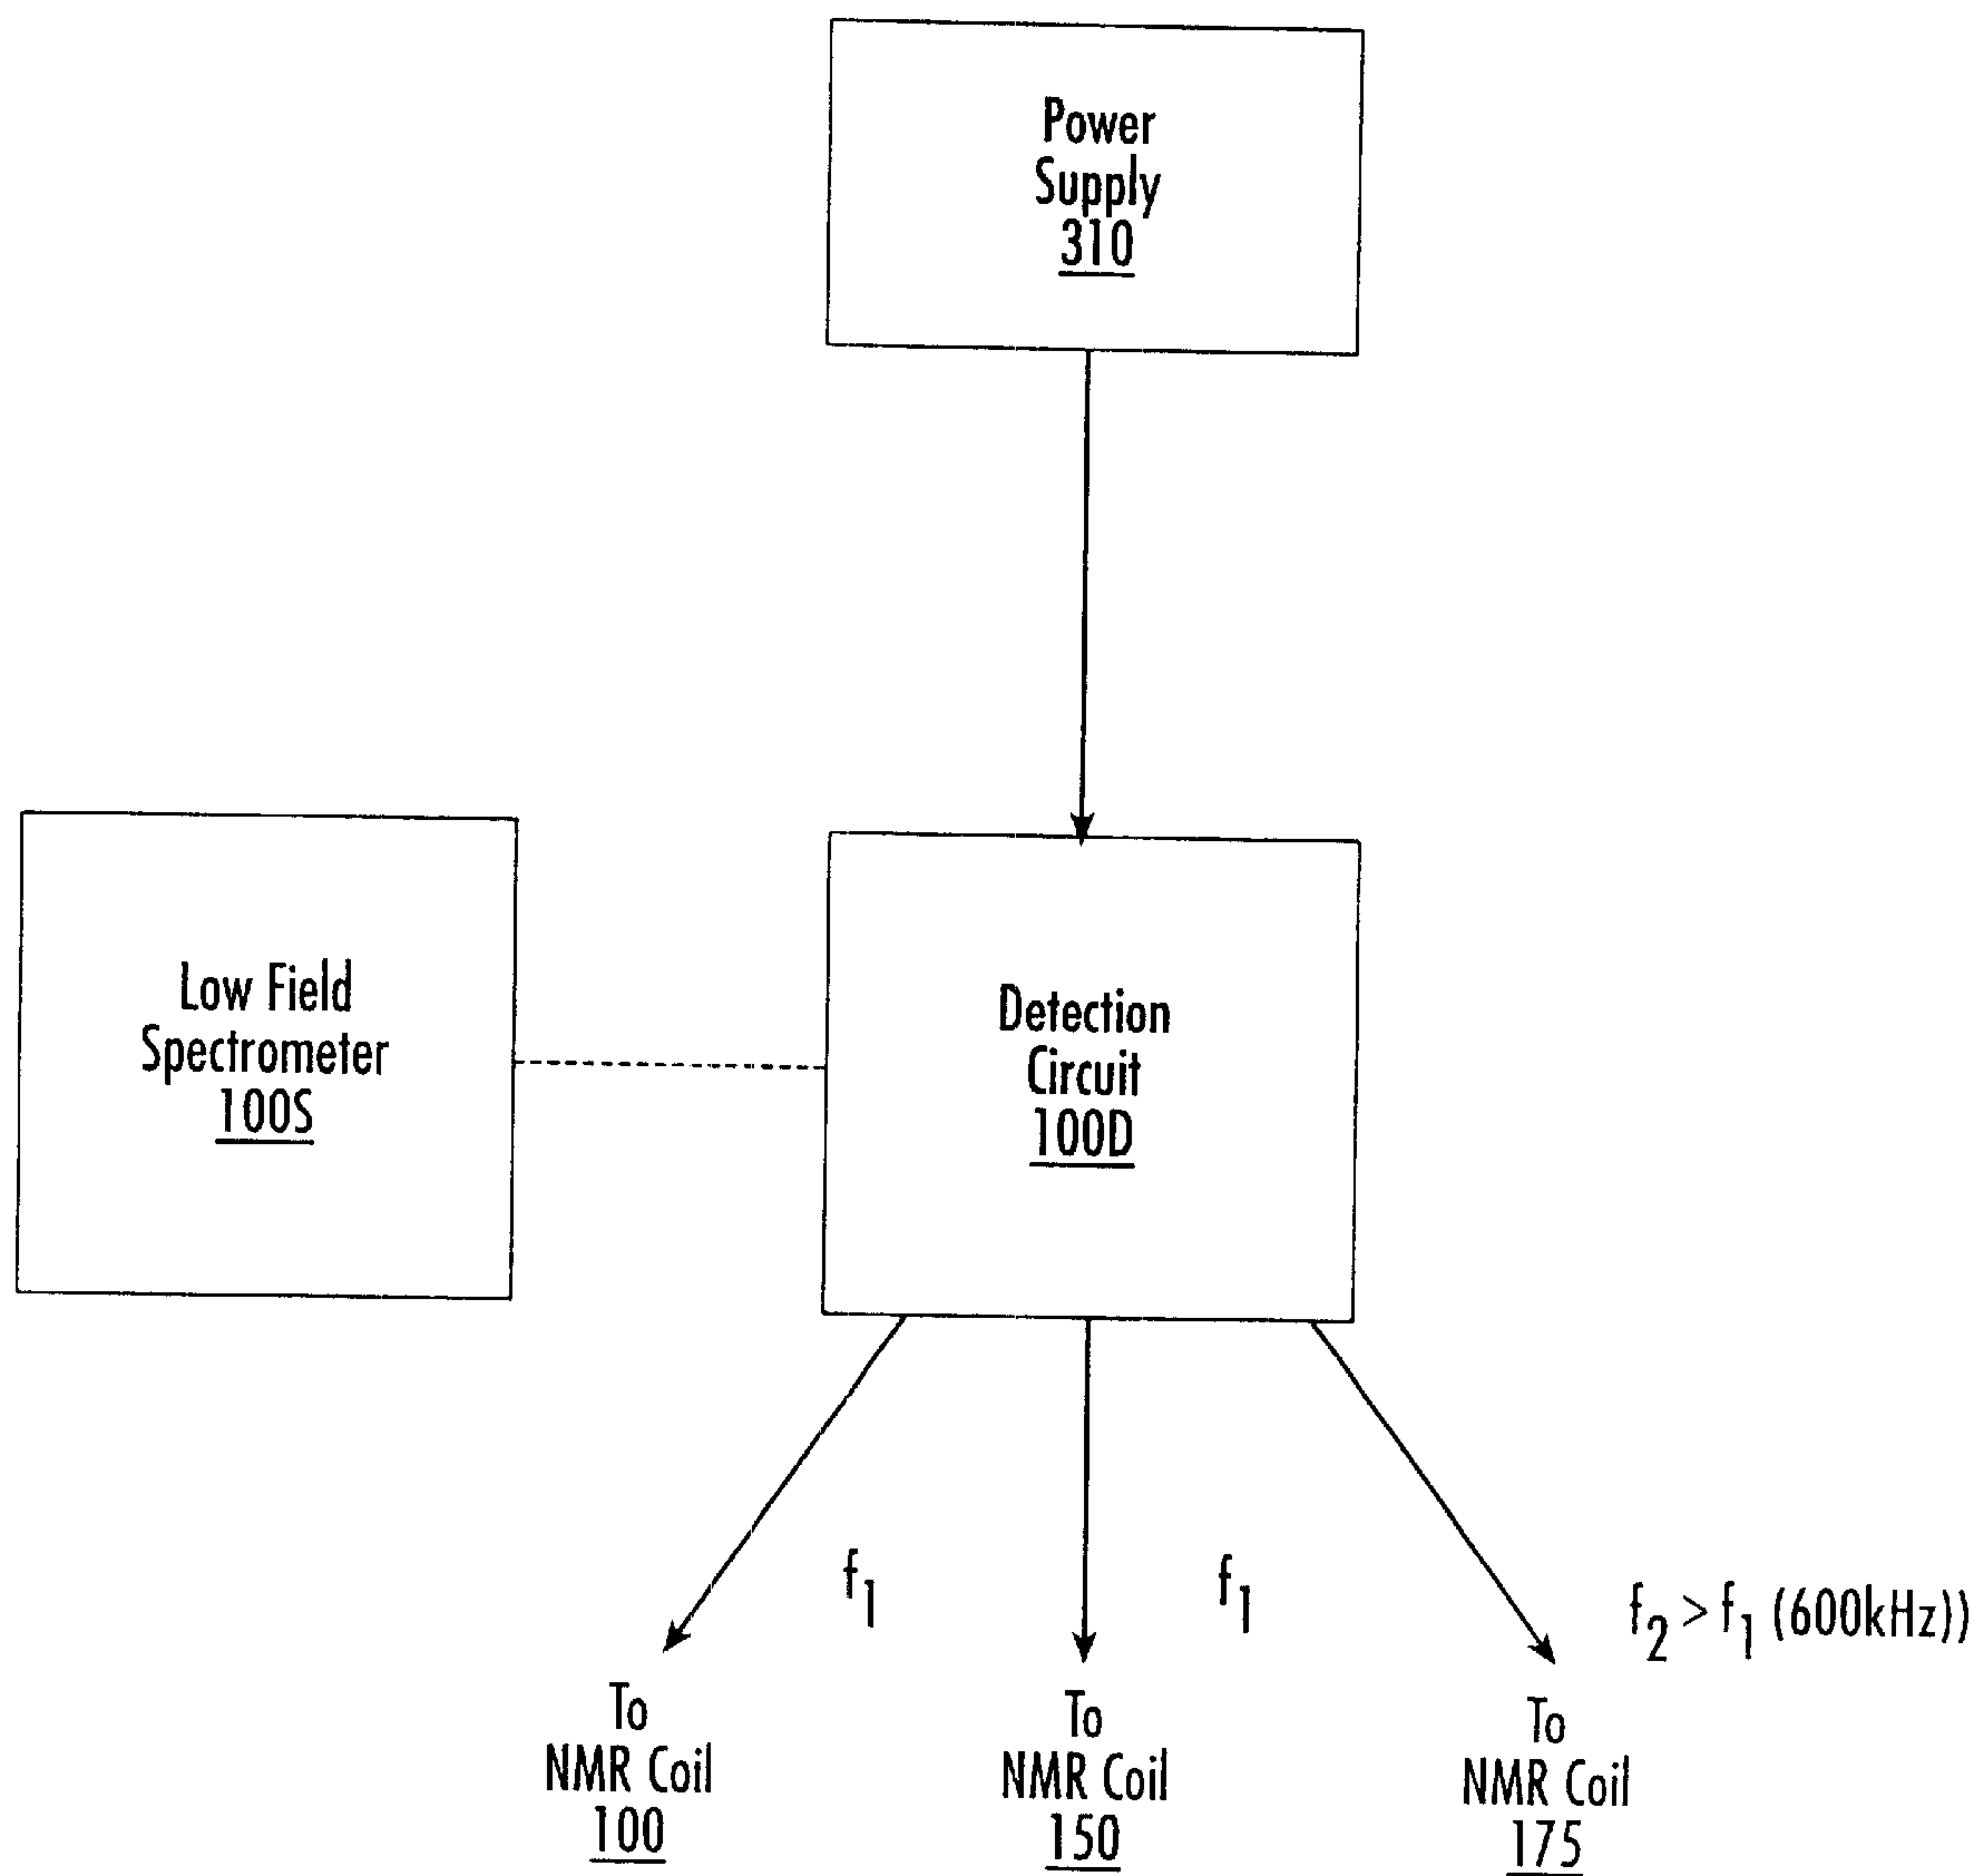 Power
Supply
310
Low Field
Spectrometer
100S
Detection
Circuit
100D
f1
f1
f2 > f1 (600kHz))
To
NMR Coil
100
To
NMR Coil
150
To
NMR Coil
175